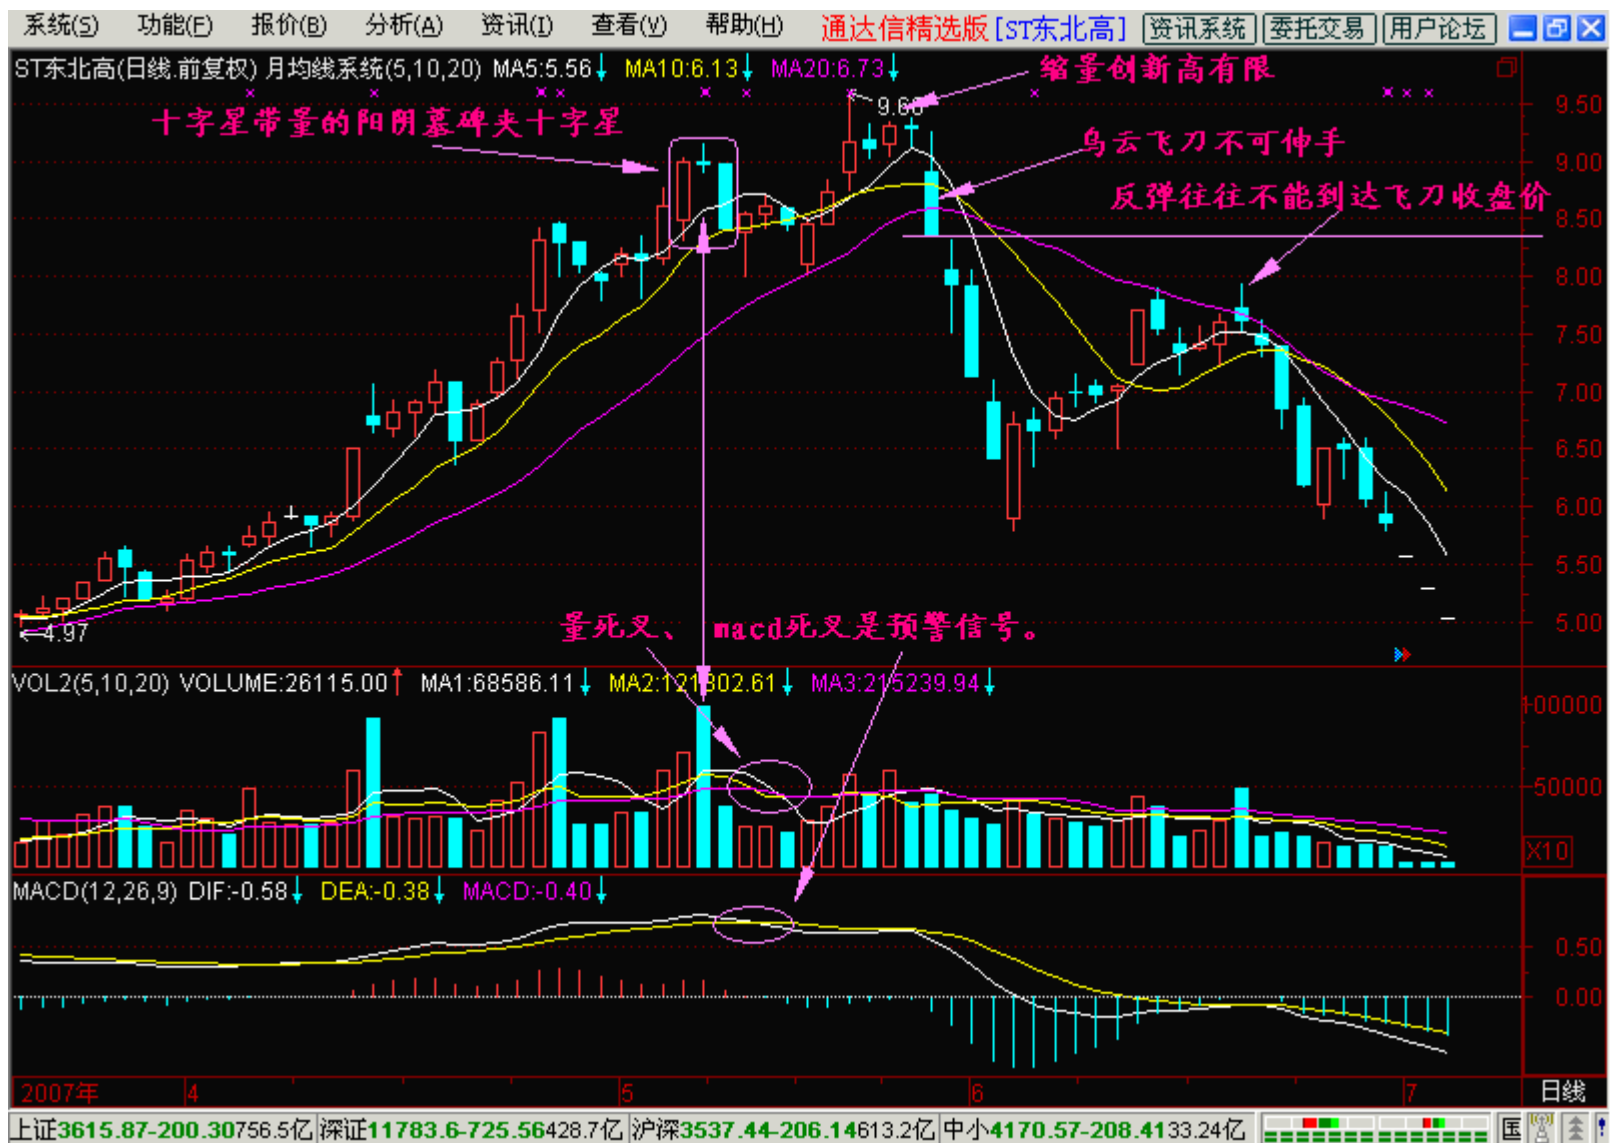 系统(S) 功能(F) 报价(B) 分析(A) 资讯(I) 查看(V) 帮助(H) 通达信精选版 [ST东北高] 资讯系统 委托交易 用户论坛
ST东北高(日线.前复权) 月均线系统(5,10,20) MA5:5.56↓ MA10:6.13↓ MA20:6.73↓
缩量创新高有限
9.50
9.60
十字星带量的阳阴墓碑夹十字星
乌云飞刀不可伸手
9.00
反弹往往不能到达飞刀收盘价
8.50
8.00
7.50
7.00
6.50
6.00
5.50
5.00
←4.97
量死叉、 macd死叉是预警信号。
VOL2(5,10,20) VOLUME:26115.00↑ MA1:68586.11↓ MA2:121302.61↓ MA3:215239.94↓
100000
50000
X10
MACD(12,26,9) DIF:-0.58↓ DEA:-0.38↓ MACD:-0.40↓
0.50
0.00
2007年 4 5 6 7 日线
上证3615.87-200.30756.5亿 深证11783.6-725.56428.7亿 沪深3537.44-206.14613.2亿 中小4170.57-208.4133.24亿